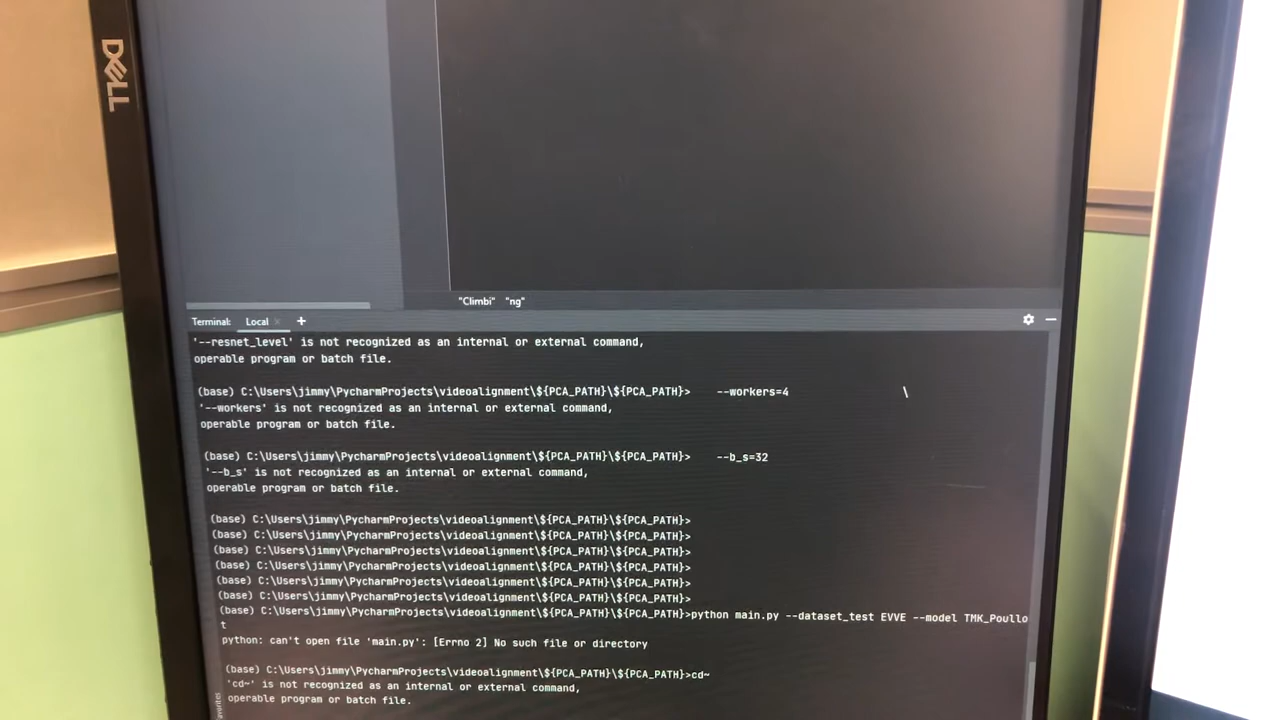 DELL
"Climbi" "ng"
Terminal: Local × +
'--resnet_level' is not recognized as an internal or external command,
operable program or batch file.
(base) C:\Users\jimmy\PycharmProjects\videoalignment\${PCA_PATH}\${PCA_PATH}> --workers=4 \
'--workers' is not recognized as an internal or external command,
operable program or batch file.
(base) C:\Users\jimmy\PycharmProjects\videoalignment\${PCA_PATH}\${PCA_PATH}> --b_s=32
'--b_s' is not recognized as an internal or external command,
operable program or batch file.
(base) C:\Users\jimmy\PycharmProjects\videoalignment\${PCA_PATH}\${PCA_PATH}>
(base) C:\Users\jimmy\PycharmProjects\videoalignment\${PCA_PATH}\${PCA_PATH}>
(base) C:\Users\jimmy\PycharmProjects\videoalignment\${PCA_PATH}\${PCA_PATH}>
(base) C:\Users\jimmy\PycharmProjects\videoalignment\${PCA_PATH}\${PCA_PATH}>
(base) C:\Users\jimmy\PycharmProjects\videoalignment\${PCA_PATH}\${PCA_PATH}>
(base) C:\Users\jimmy\PycharmProjects\videoalignment\${PCA_PATH}\${PCA_PATH}>
(base) C:\Users\jimmy\PycharmProjects\videoalignment\${PCA_PATH}\${PCA_PATH}>python main.py --dataset_test EVVE --model TMK_Poullo
t
python: can't open file 'main.py': [Errno 2] No such file or directory
(base) C:\Users\jimmy\PycharmProjects\videoalignment\${PCA_PATH}\${PCA_PATH}>cd~
'cd~' is not recognized as an internal or external command,
operable program or batch file.